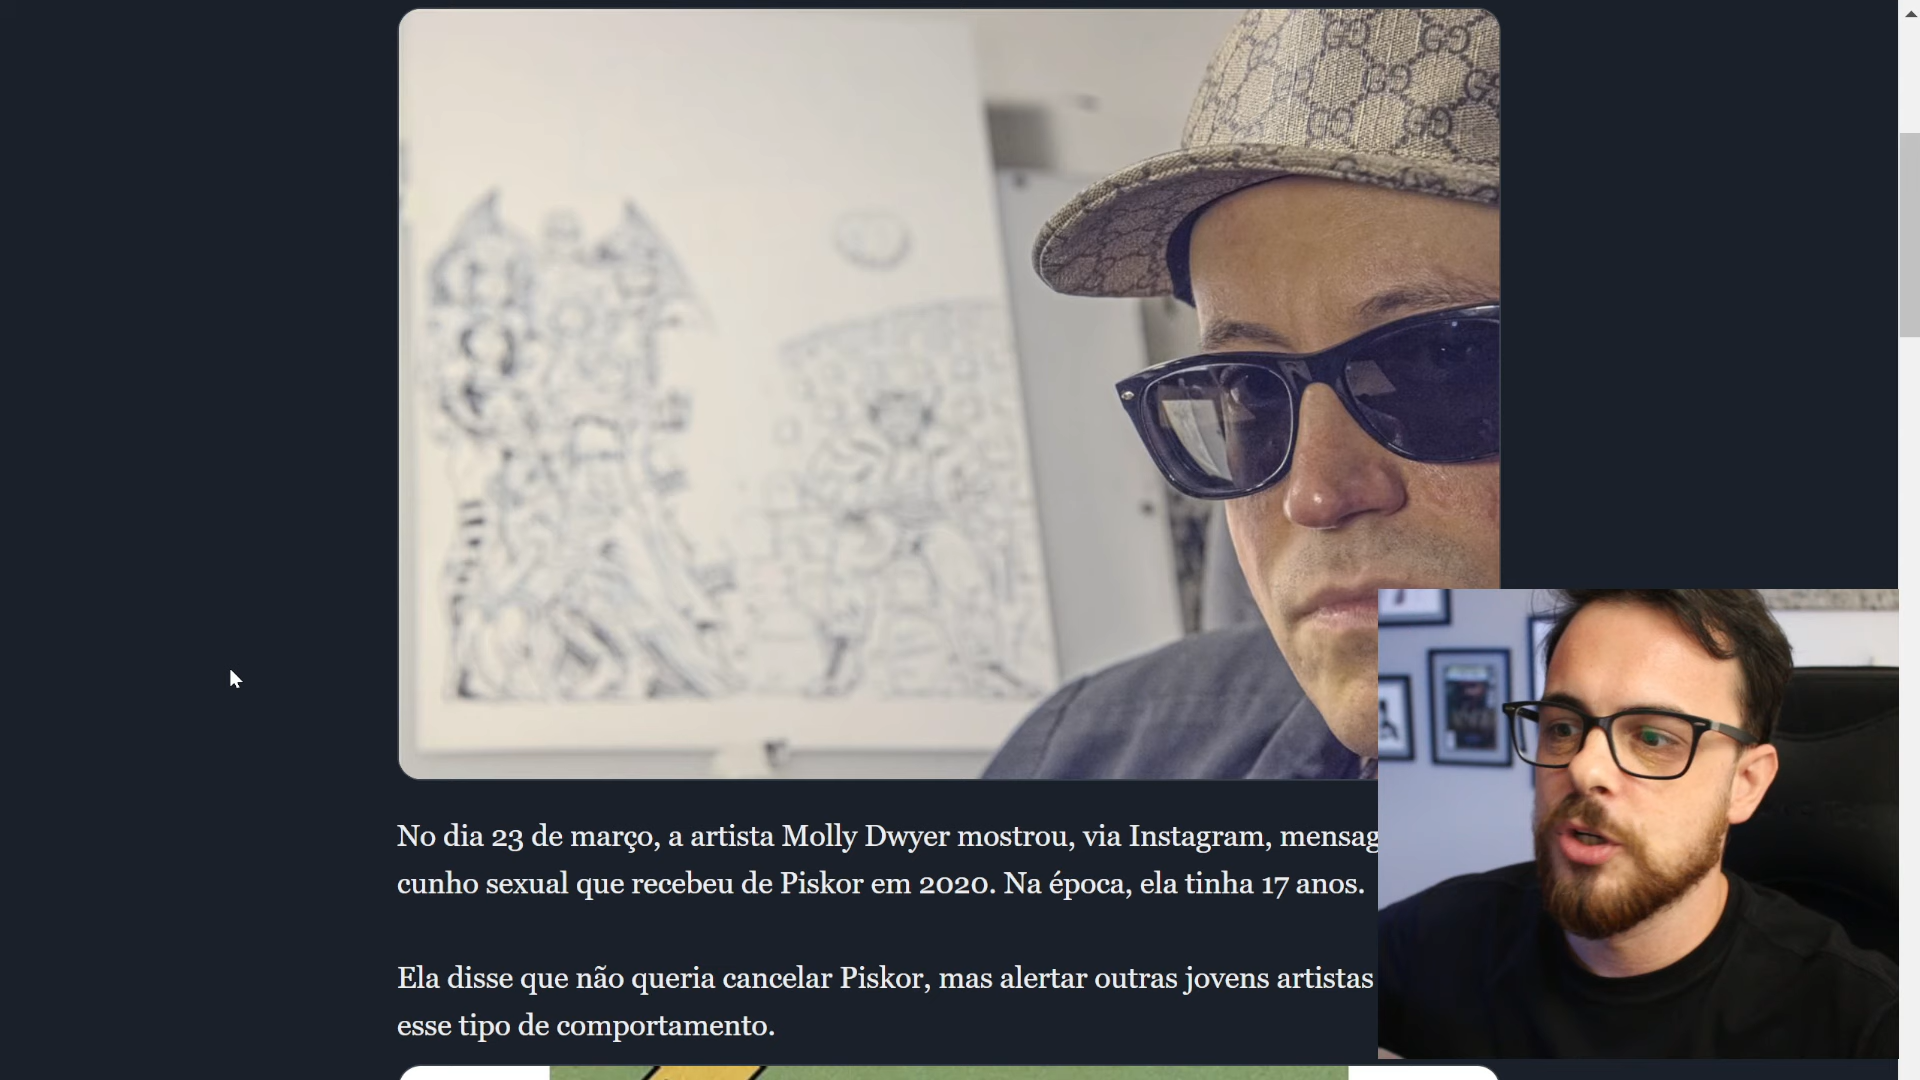 No dia 23 de março, a artista Molly Dwyer mostrou, via Instagram, mensag
cunho sexual que recebeu de Piskor em 2020. Na época, ela tinha 17 anos.
Ela disse que não queria cancelar Piskor, mas alertar outras jovens artistas
esse tipo de comportamento.